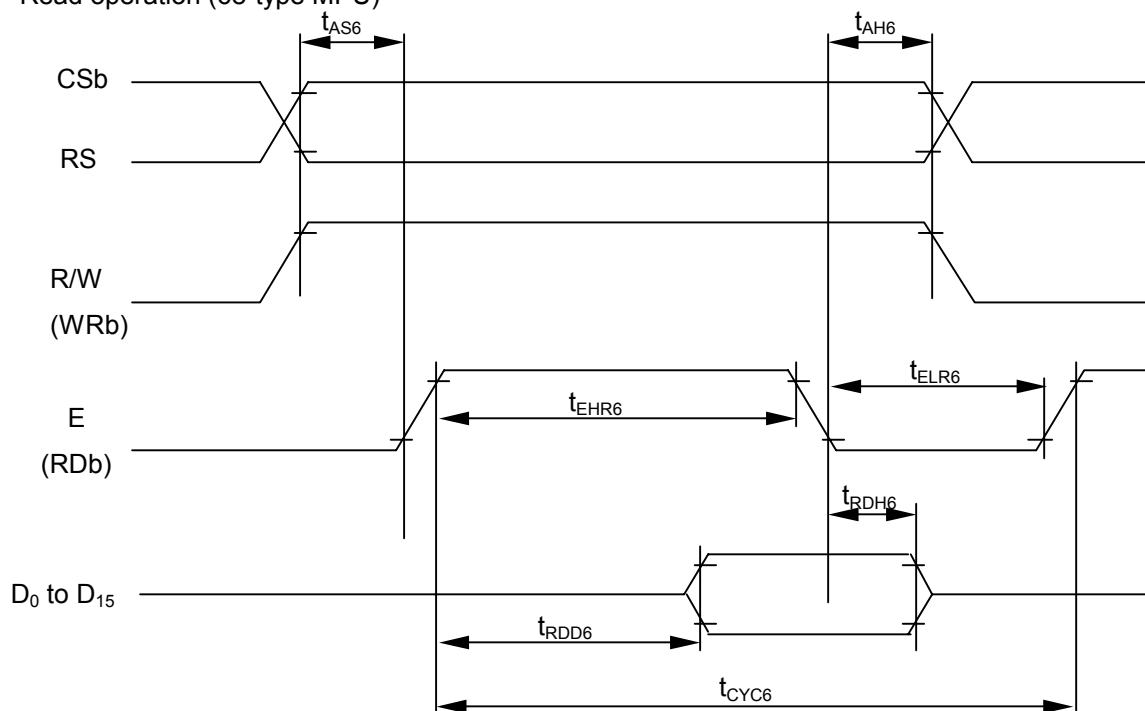 Read operation (68-type MPU)
tAS6
tAH6
CSb
RS
R/W
(WRb)
tELR6
tEHR6
E
(RDb)
tRDH6
D0 to D15
tRDD6
tCYC6